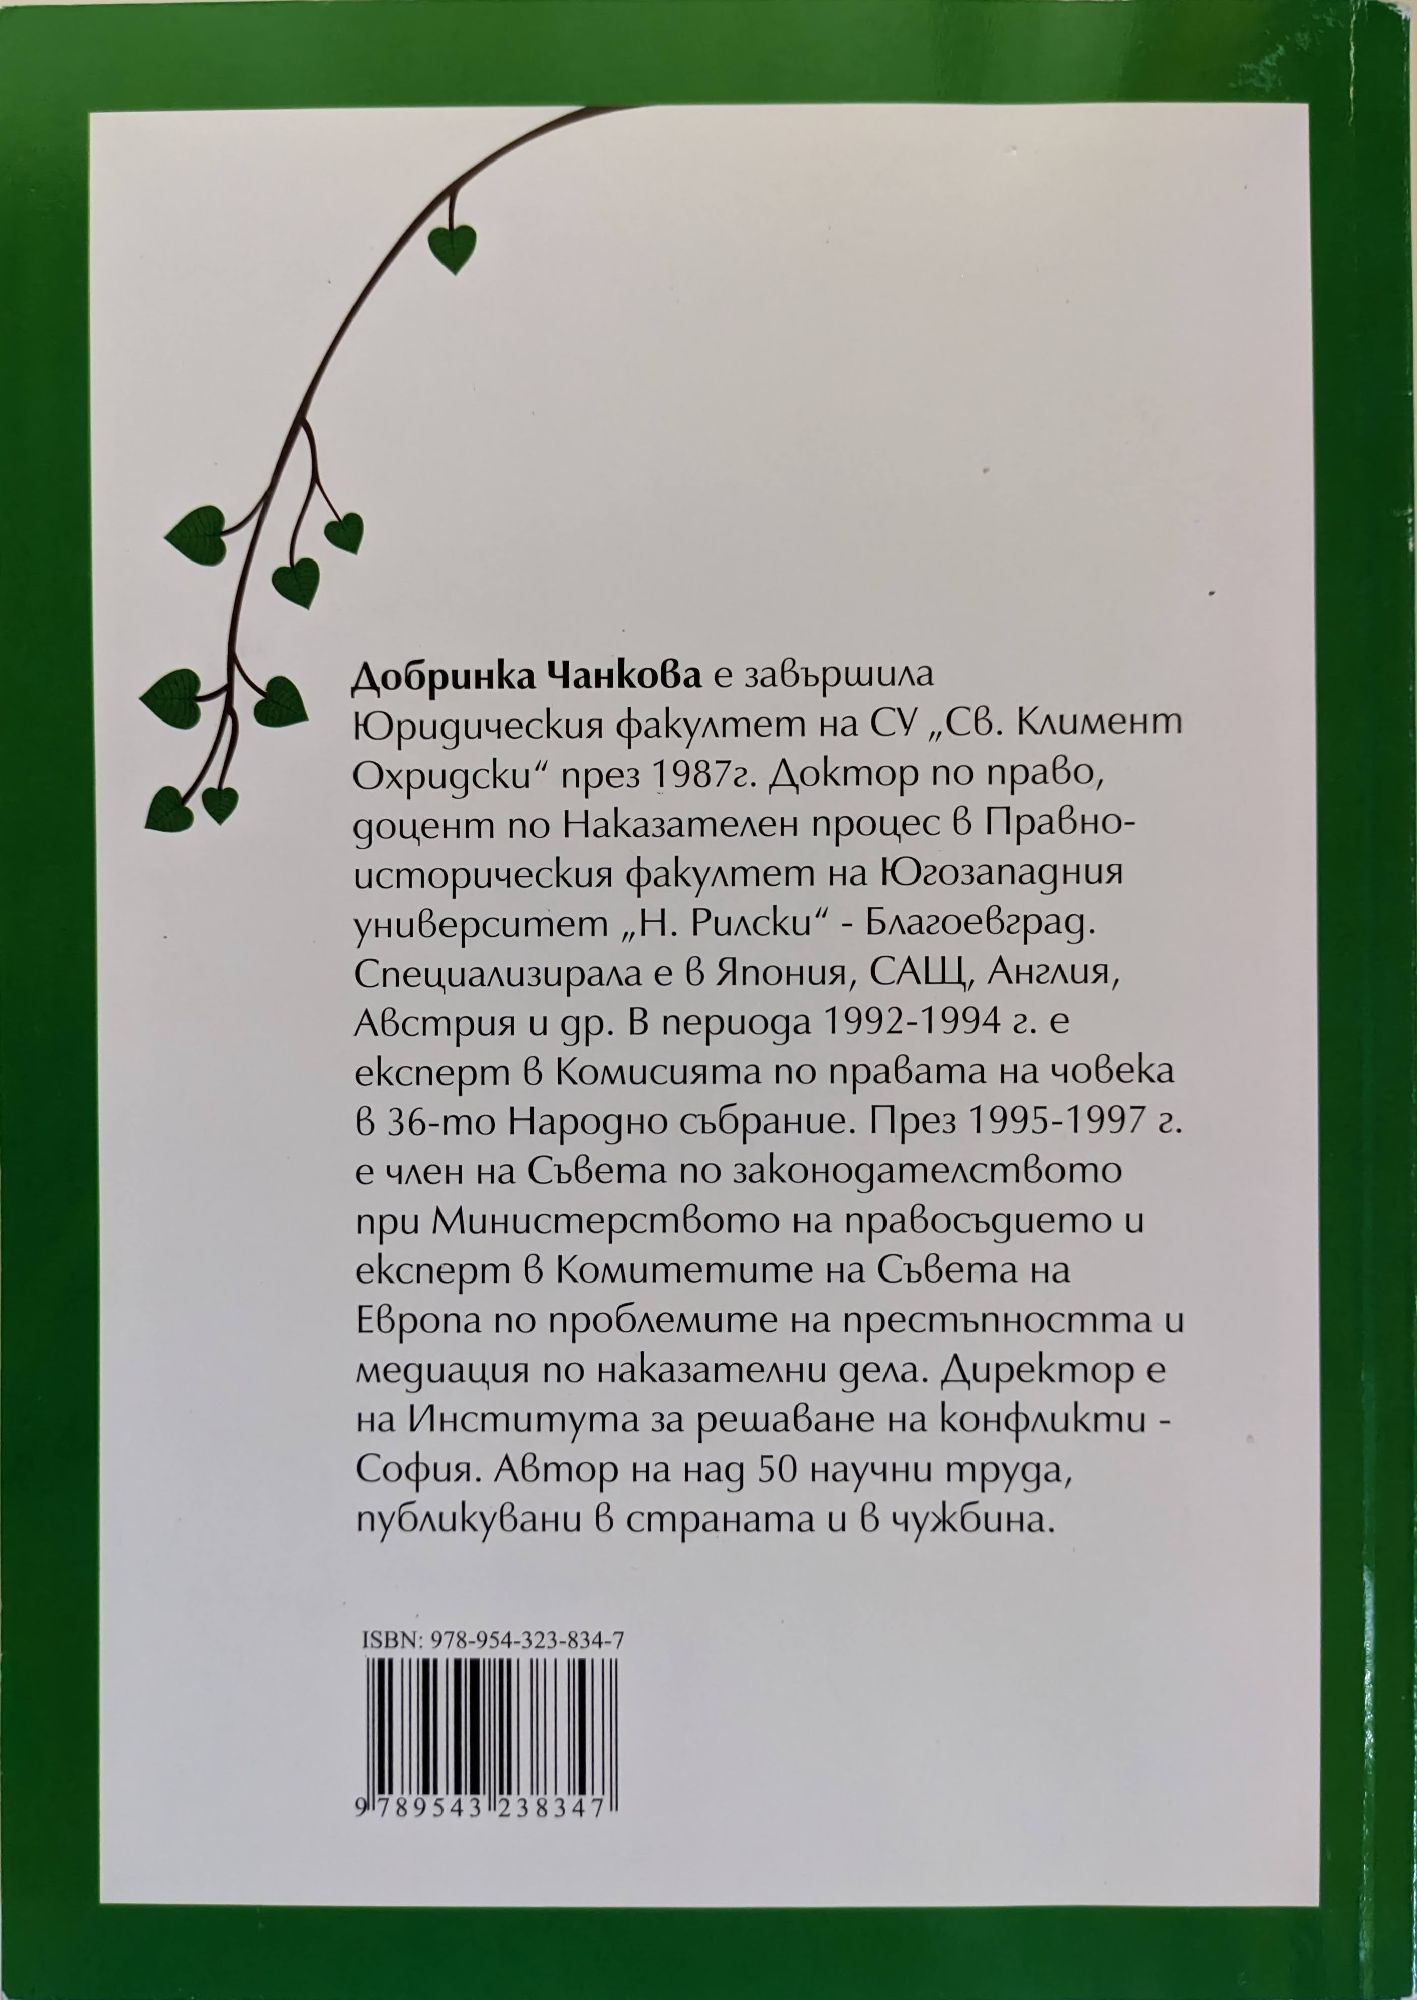 Добринка Чанкова е завършила
Юридическия факултет на СУ „Св. Климент
Охридски“ през 1987г. Доктор по право,
доцент по Наказателен процес в Правно-
историческия факултет на Югозападния
университет „Н. Рилски“ - Благоевград.
Специализирала е в Япония, САЩ, Англия,
Австрия и др. В периода 1992-1994 г. е
експерт в Комисията по правата на човека
в 36-то Народно събрание. През 1995-1997 г.
е член на Съвета по законодателството
при Министерството на правосъдието и
експерт в Комитетите на Съвета на
Европа по проблемите на престъпността и
медиация по наказателни дела. Директор е
на Института за решаване на конфликти -
София. Автор на над 50 научни труда,
публикувани в страната и в чужбина.
ISBN: 978-954-323-834-7
9 789543 238347